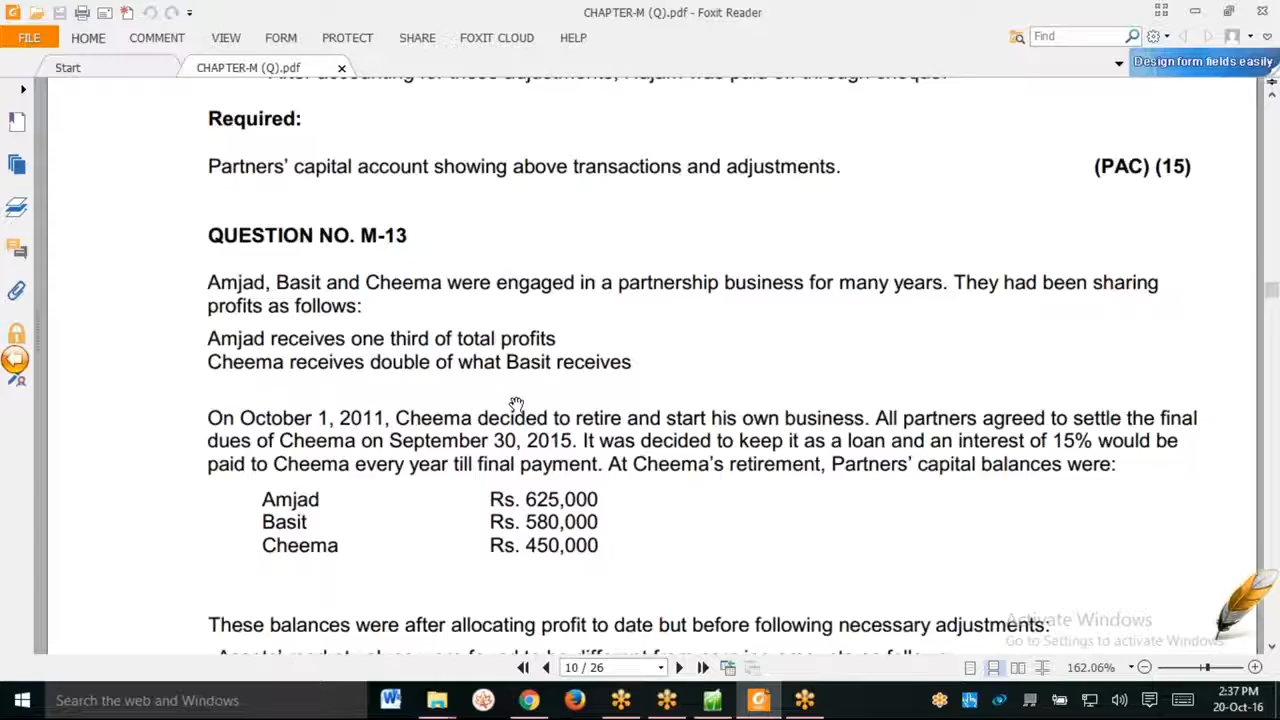 CHAPTER-M (Q).pdf - Foxit Reader
FILE HOME COMMENT VIEW FORM PROTECT SHARE FOXIT CLOUD HELP
Find
Start CHAPTER-M (Q).pdf
Design form fields easily
Required:
Partners' capital account showing above transactions and adjustments. (PAC) (15)
QUESTION NO. M-13
Amjad, Basit and Cheema were engaged in a partnership business for many years. They had been sharing
profits as follows:
Amjad receives one third of total profits
Cheema receives double of what Basit receives
On October 1, 2011, Cheema decided to retire and start his own business. All partners agreed to settle the final
dues of Cheema on September 30, 2015. It was decided to keep it as a loan and an interest of 15% would be
paid to Cheema every year till final payment. At Cheema's retirement, Partners' capital balances were:
Amjad Rs. 625,000
Basit Rs. 580,000
Cheema Rs. 450,000
These balances were after allocating profit to date but before following necessary adjustments:
Activate Windows
Go to Settings to activate Windows.
10 / 26
162.06%
Search the web and Windows
2:37 PM
20-Oct-16